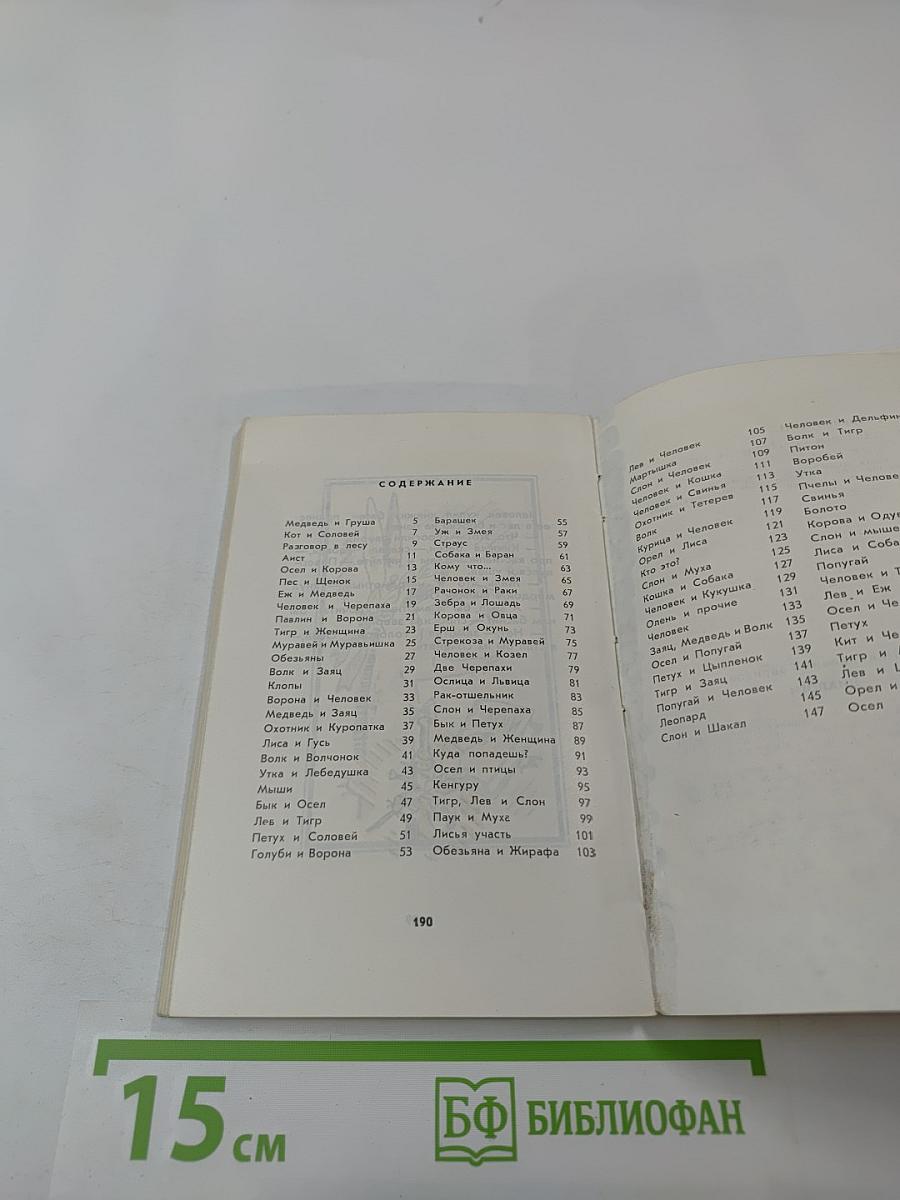 СОДЕРЖАНИЕ
Медведь и Груша 5
Кот и Соловей 7
Разговор в лесу 9
Аист 11
Осел и Корова 13
Пес и Щенок 15
Еж и Медведь 17
Человек и Черепаха 19
Павлин и Ворона 21
Тигр и Женщина 23
Муравей и Муравьишка 25
Обезьяны 27
Волк и Заяц 29
Клопы 31
Ворона и Человек 33
Медведь и Заяц 35
Охотник и Куропатка 37
Лиса и Гусь 39
Волк и Волчонок 41
Утка и Лебедушка 43
Мыши 45
Бык и Осел 47
Лев и Тигр 49
Петух и Соловей 51
Голуби и Ворона 53
Барашек 55
Уж и Змея 57
Страус 59
Собака и Баран 61
Кому что... 63
Человек и Змея 65
Рачонок и Раки 67
Зебра и Лошадь 69
Корова и Овца 71
Ерш и Окунь 73
Стрекоза и Муравей 75
Человек и Козел 77
Две Черепахи 79
Ослица и Львица 81
Рак-отшельник 83
Слон и Черепаха 85
Бык и Петух 87
Медведь и Женщина 89
Куда попадешь? 91
Осел и птицы 93
Кенгуру 95
Тигр, Лев и Слон 97
Паук и Муха 99
Лисья участь 101
Обезьяна и Жирафа 103
190
Лев и Человек 105
Мартышка 107
Слон и Человек 109
Человек и Кошка 111
Человек и Свинья 113
Охотник и Тетерев 115
Волк 117
Курица и Человек 119
Орел и Лиса 121
Кто это? 123
Слон и Муха 125
Кошка и Собака 127
Человек и Кукушка 129
Олень и прочие 131
Человек 133
Заяц, Медведь и Волк 135
Осел и Попугай 137
Петух и Цыпленок 139
Тигр и Заяц 141
Попугай и Человек 143
Леопард 145
Слон и Шакал 147
Человек и Дельфин
Волк и Тигр
Питон
Воробей
Утка
Пчелы и Челове
Свинья
Болото
Корова и Одув
Слон и мыше
Лиса и Соба
Попугай
Человек и Т
Лев и Еж
Осел и Че
Петух
Кит и Че
Тигр и
Лев и
Орел и
Осел
15 см
БФ БИБЛИОФАН